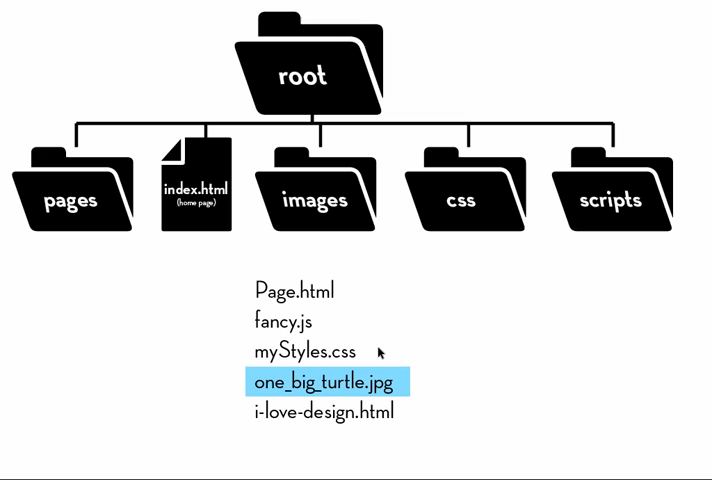 root
pages
index.html
(home page)
images
css
scripts
Page.html
fancy.js
myStyles.css
one_big_turtle.jpg
i-love-design.html